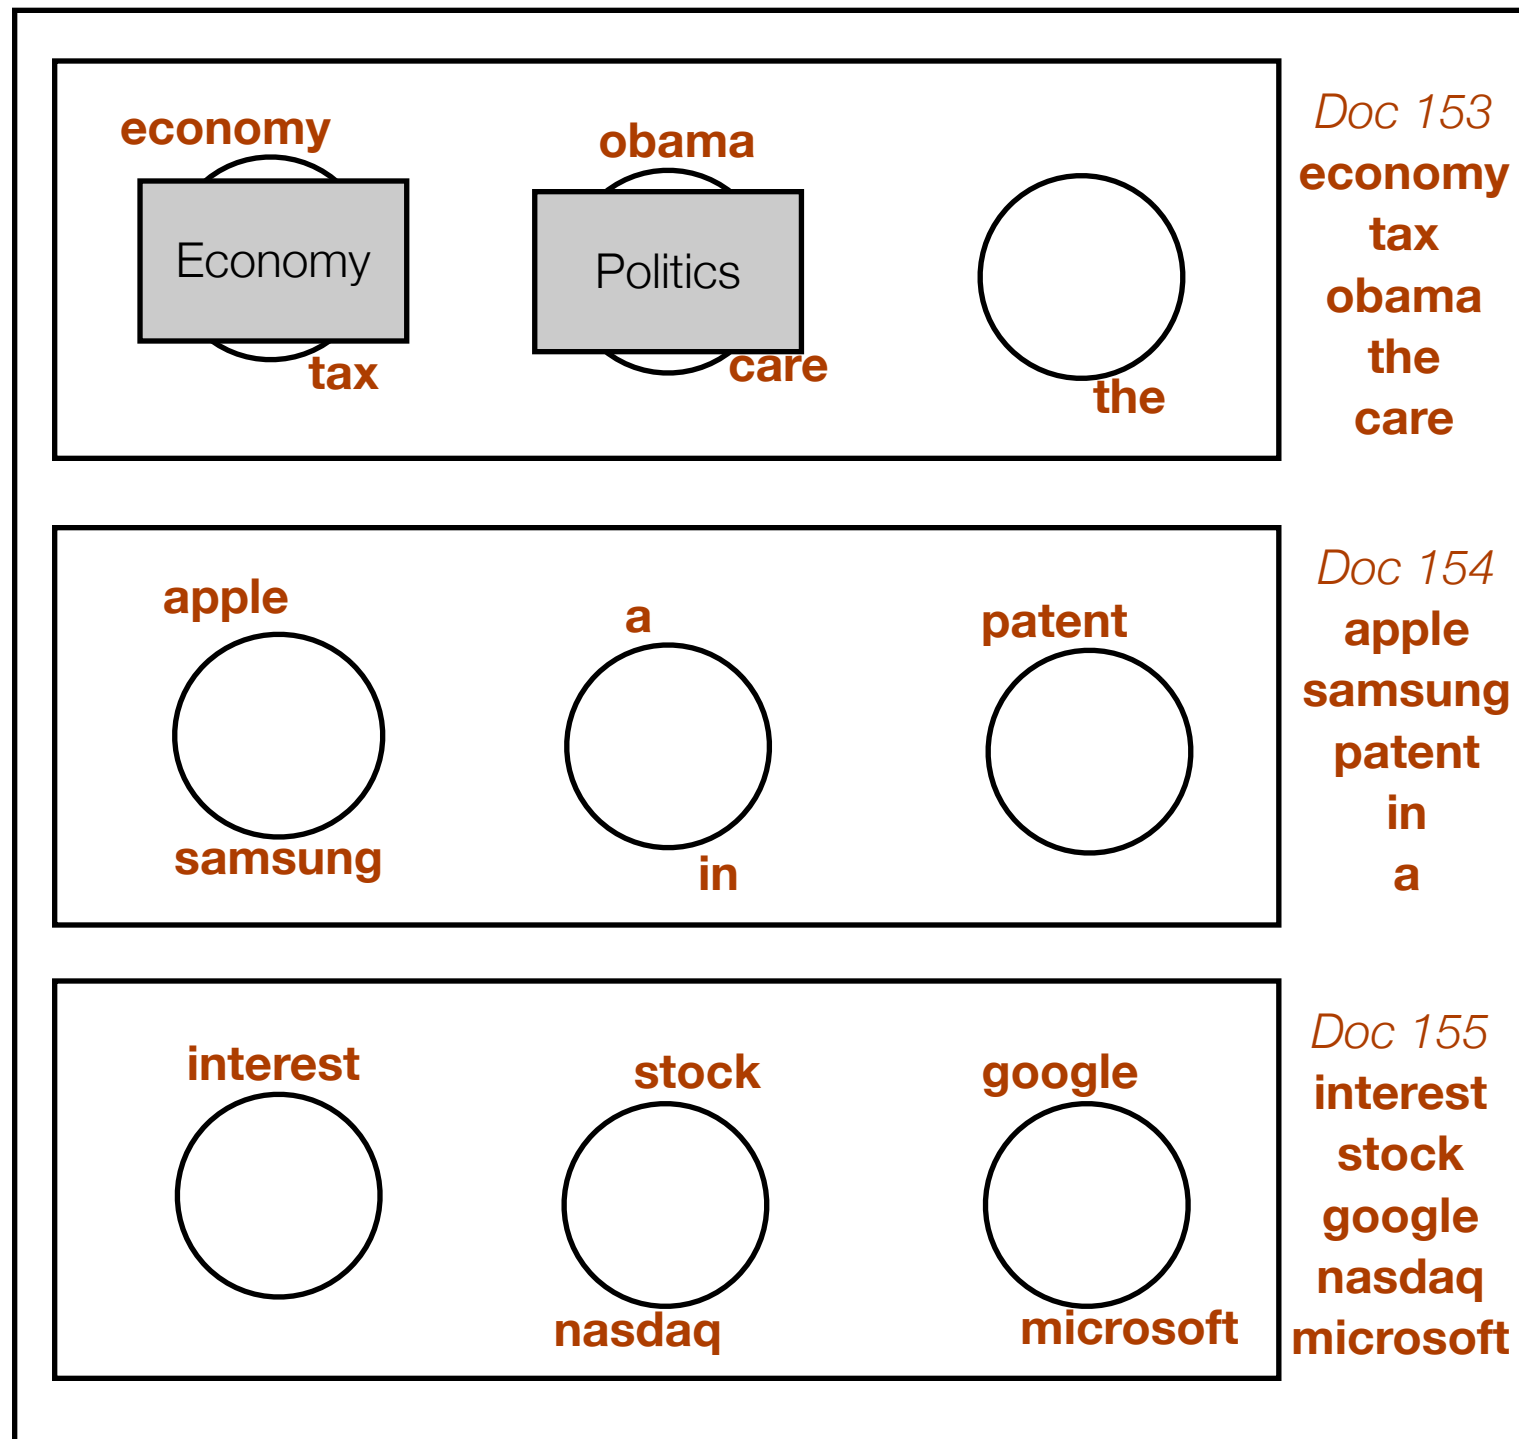 economy
obama
Economy
Politics
tax
care
the
Doc 153
economy
tax
obama
the
care
apple
a
patent
samsung
in
Doc 154
apple
samsung
patent
in
a
interest
stock
google
nasdaq
microsoft
Doc 155
interest
stock
google
nasdaq
microsoft